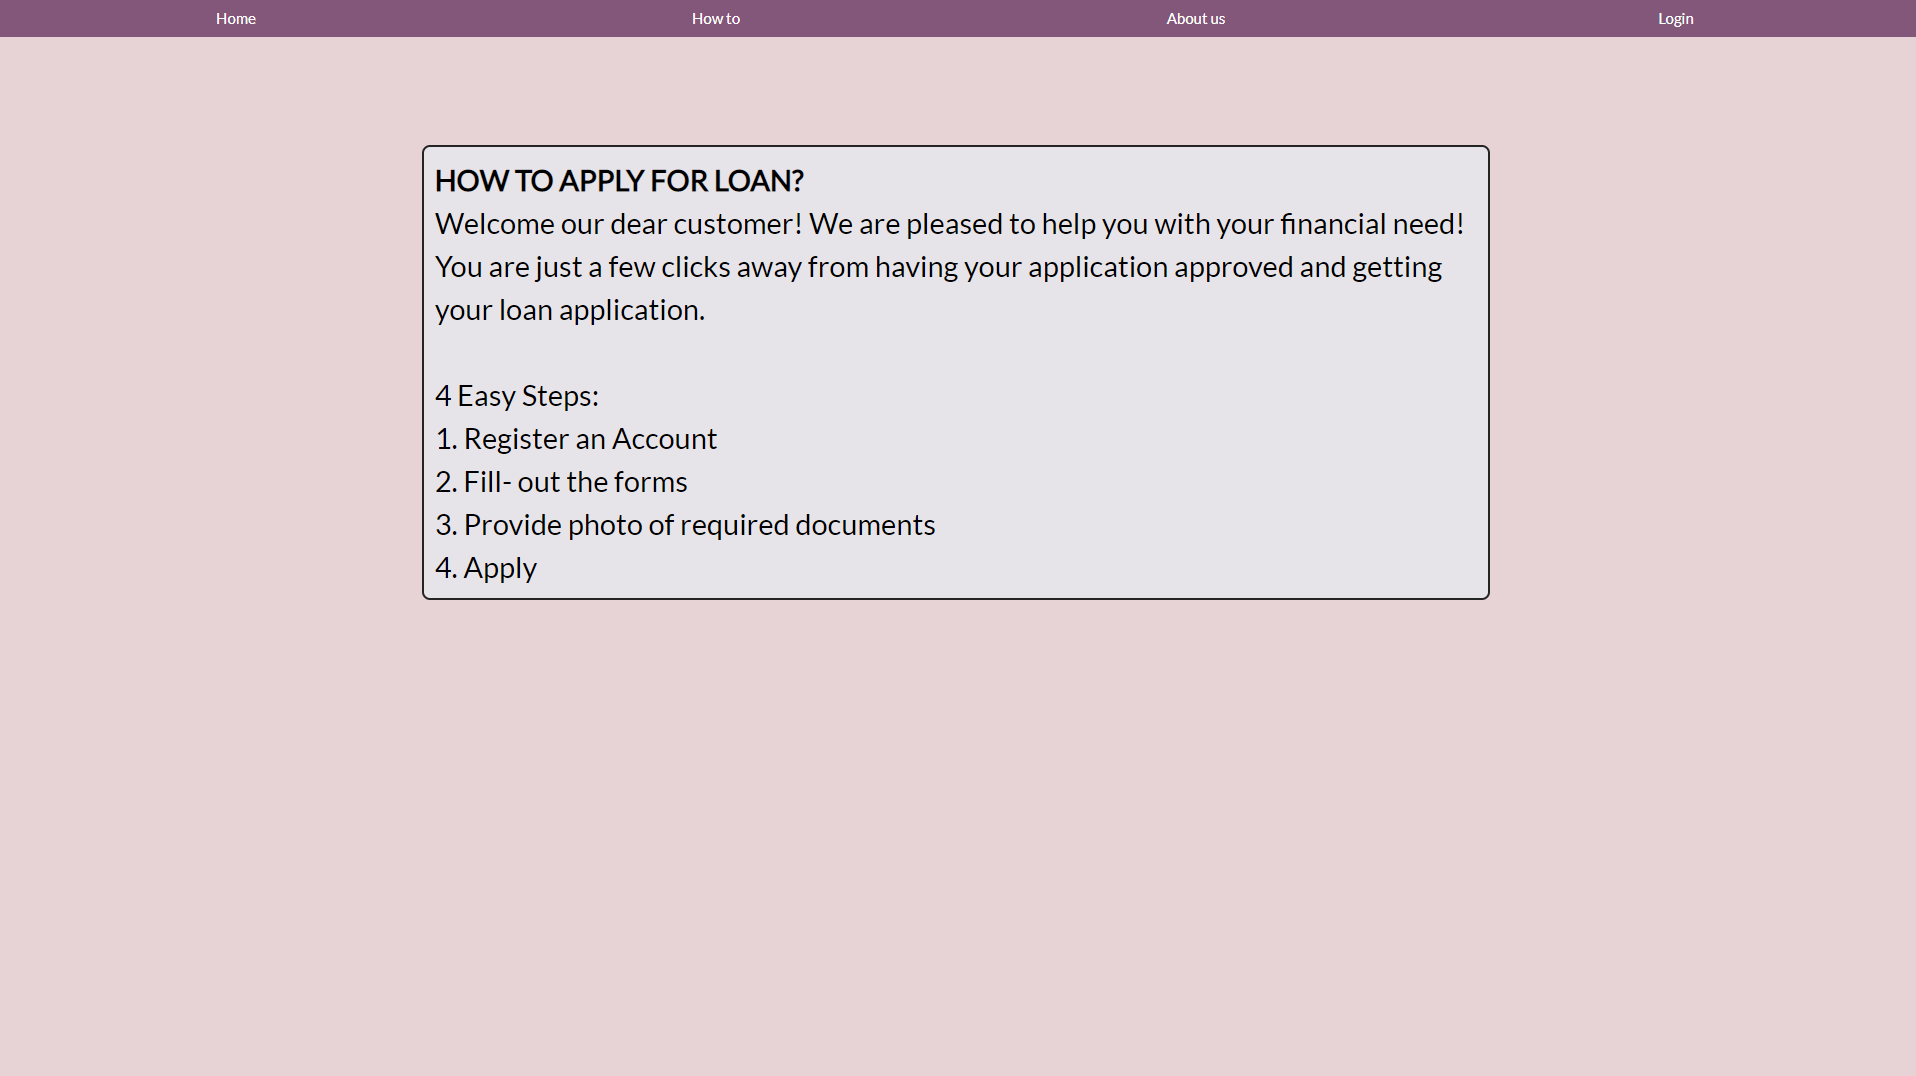 Home How to About us Login
HOW TO APPLY FOR LOAN?
Welcome our dear customer! We are pleased to help you with your financial need!
You are just a few clicks away from having your application approved and getting
your loan application.
4 Easy Steps:
1. Register an Account
2. Fill- out the forms
3. Provide photo of required documents
4. Apply